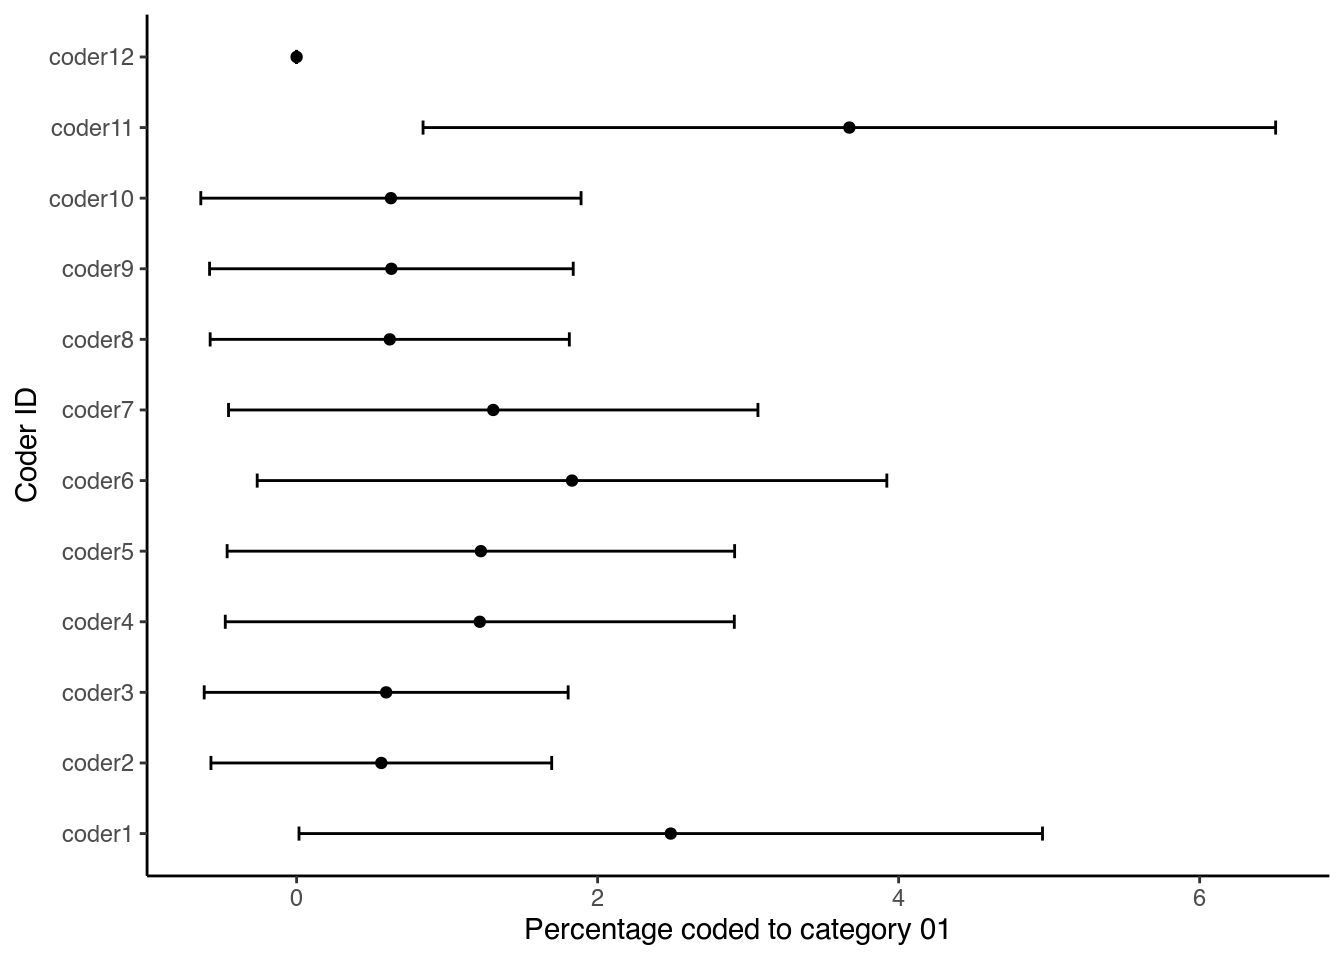 coder12
coder11
coder10
coder9
coder8
coder7
coder6
coder5
coder4
coder3
coder2
coder1
Coder ID
0 2 4 6
Percentage coded to category 01